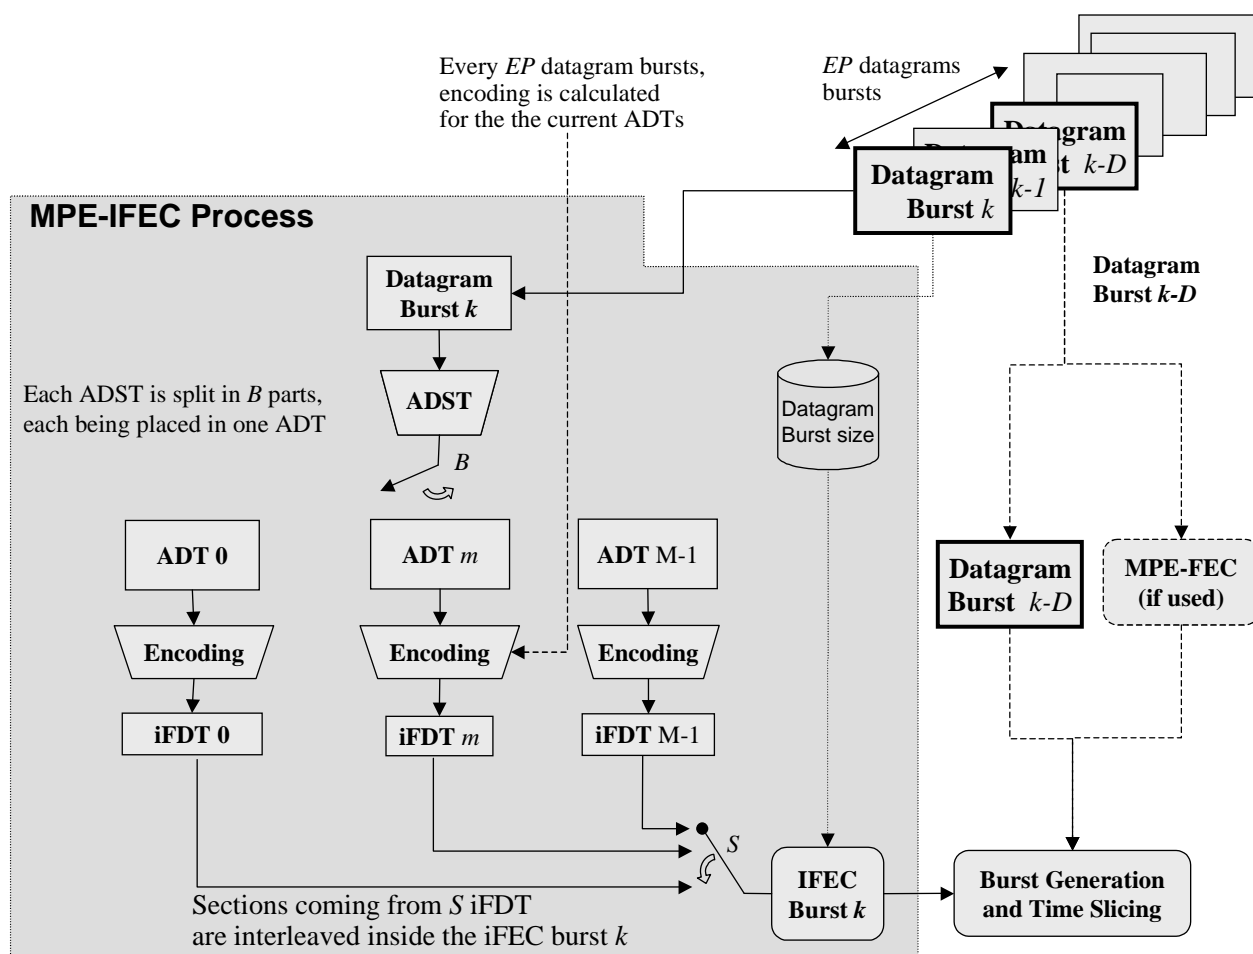 Every EP datagram bursts,
encoding is calculated
for the the current ADTs
EP datagrams
bursts
Datagram
Burst k-D
Datagram
k-1
Datagram
Burst k
MPE-IFEC Process
Datagram
Burst k
Datagram
Burst k-D
Each ADST is split in B parts,
each being placed in one ADT
ADST
B
Datagram
Burst size
ADT 0
ADT m
ADT M-1
Datagram
Burst k-D
MPE-FEC
(if used)
Encoding
Encoding
Encoding
iFDT 0
iFDT m
iFDT M-1
S
IFEC
Burst k
Burst Generation
and Time Slicing
Sections coming from S iFDT
are interleaved inside the iFEC burst k